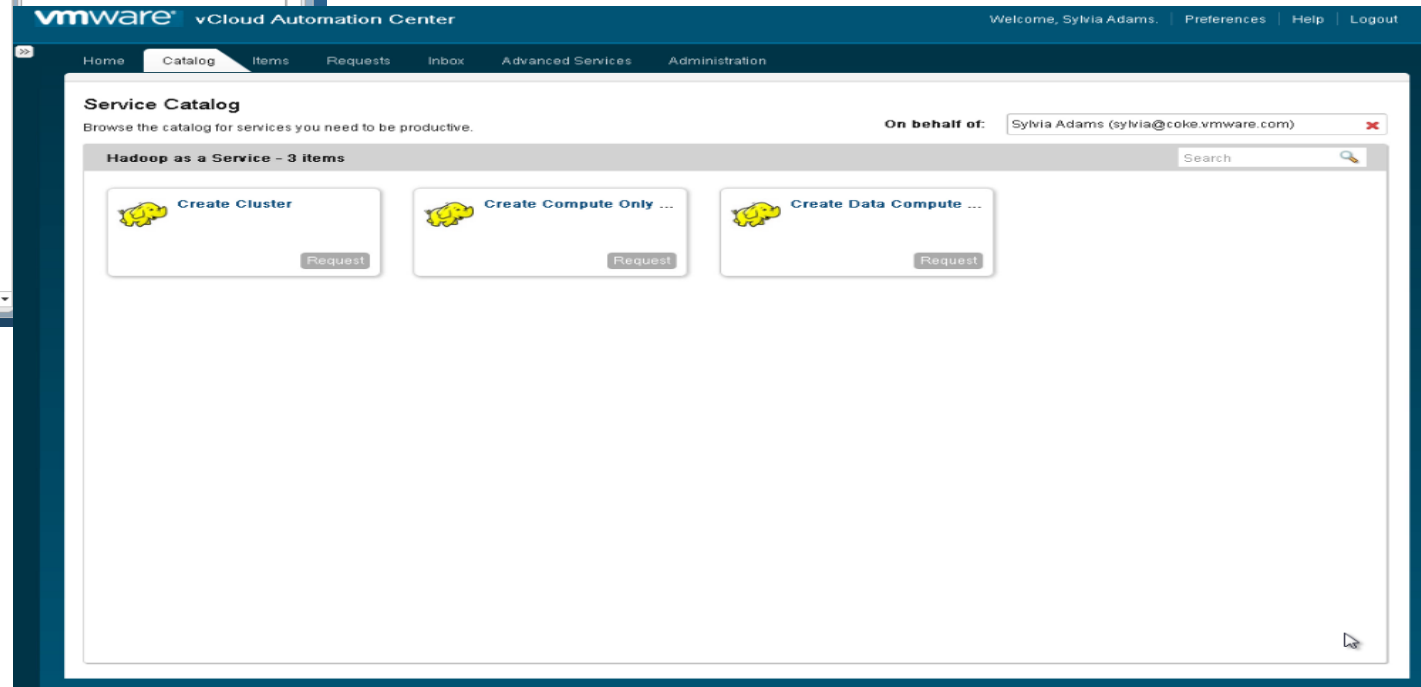 vmware® vCloud Automation Center Welcome, Sylvia Adams. Preferences Help Logout
Home Catalog Items Requests Inbox Advanced Services Administration
Service Catalog
Browse the catalog for services you need to be productive. On behalf of: Sylvia Adams (sylvia@coke.vmware.com)
Hadoop as a Service - 3 items Search
Create Cluster Create Compute Only ... Create Data Compute ...
Request Request Request